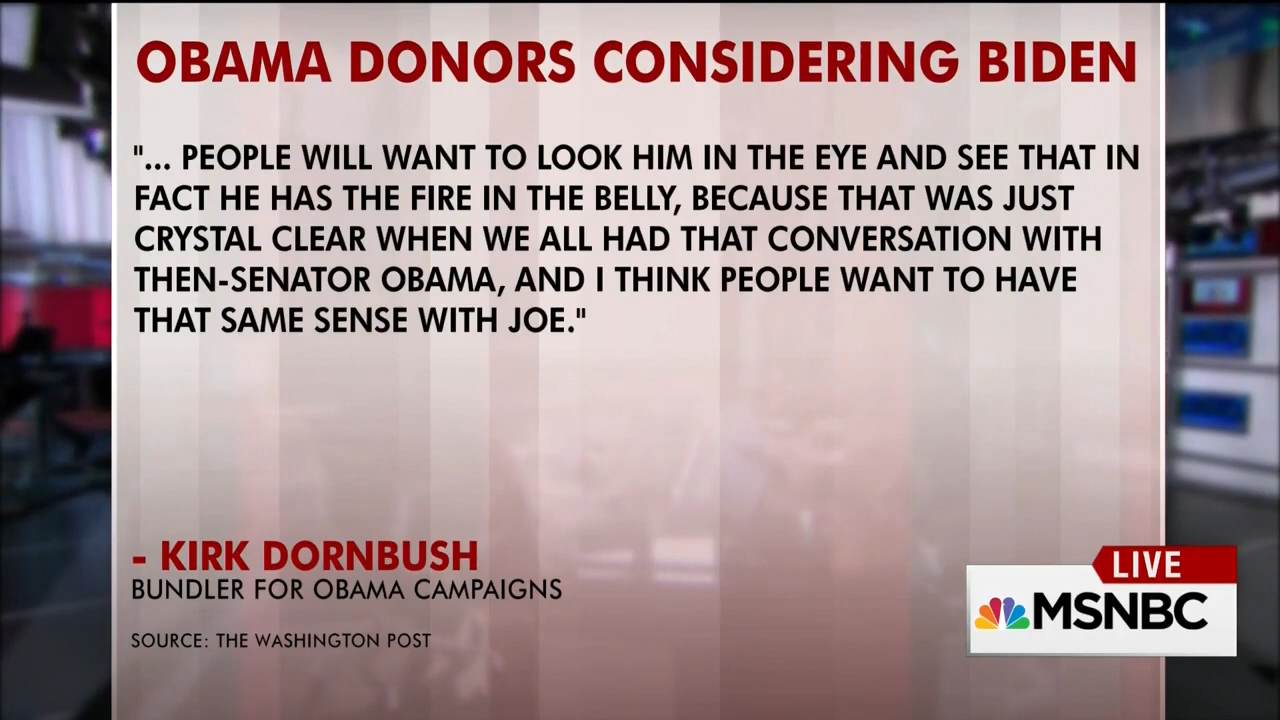 OBAMA DONORS CONSIDERING BIDEN
"... PEOPLE WILL WANT TO LOOK HIM IN THE EYE AND SEE THAT IN
FACT HE HAS THE FIRE IN THE BELLY, BECAUSE THAT WAS JUST
CRYSTAL CLEAR WHEN WE ALL HAD THAT CONVERSATION WITH
THEN-SENATOR OBAMA, AND I THINK PEOPLE WANT TO HAVE
THAT SAME SENSE WITH JOE."
- KIRK DORNBUSH
BUNDLER FOR OBAMA CAMPAIGNS
SOURCE: THE WASHINGTON POST
LIVE
MSNBC